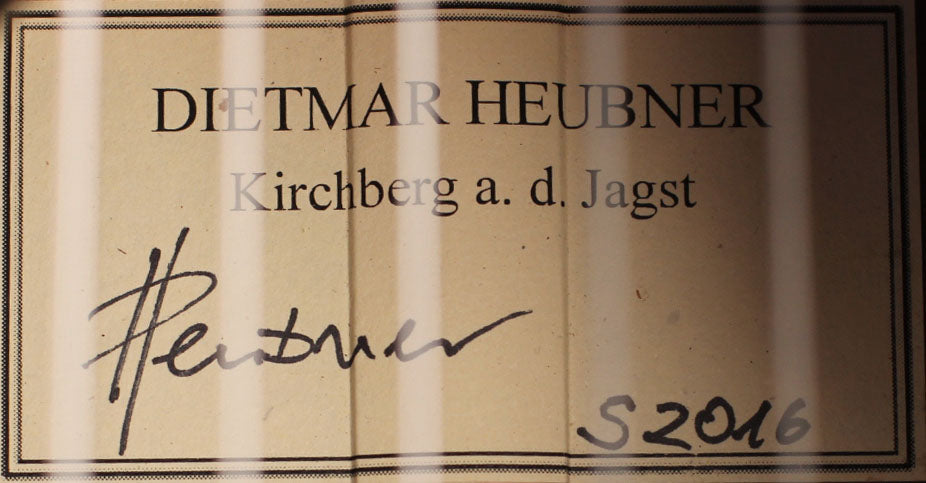 DIETMAR HEUBNER
Kirchberg a. d. Jagst
Heubner
S2016